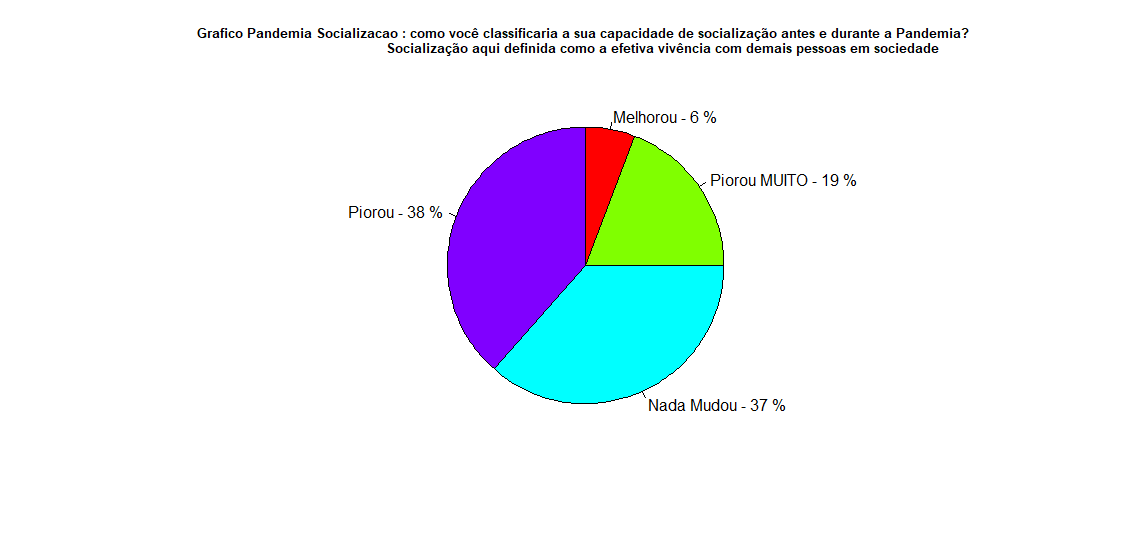 Grafico Pandemia Socializacao : como você classificaria a sua capacidade de socialização antes e durante a Pandemia?
Socialização aqui definida como a efetiva vivência com demais pessoas em sociedade
Melhorou - 6 %
Piorou MUITO - 19 %
Piorou - 38 %
Nada Mudou - 37 %